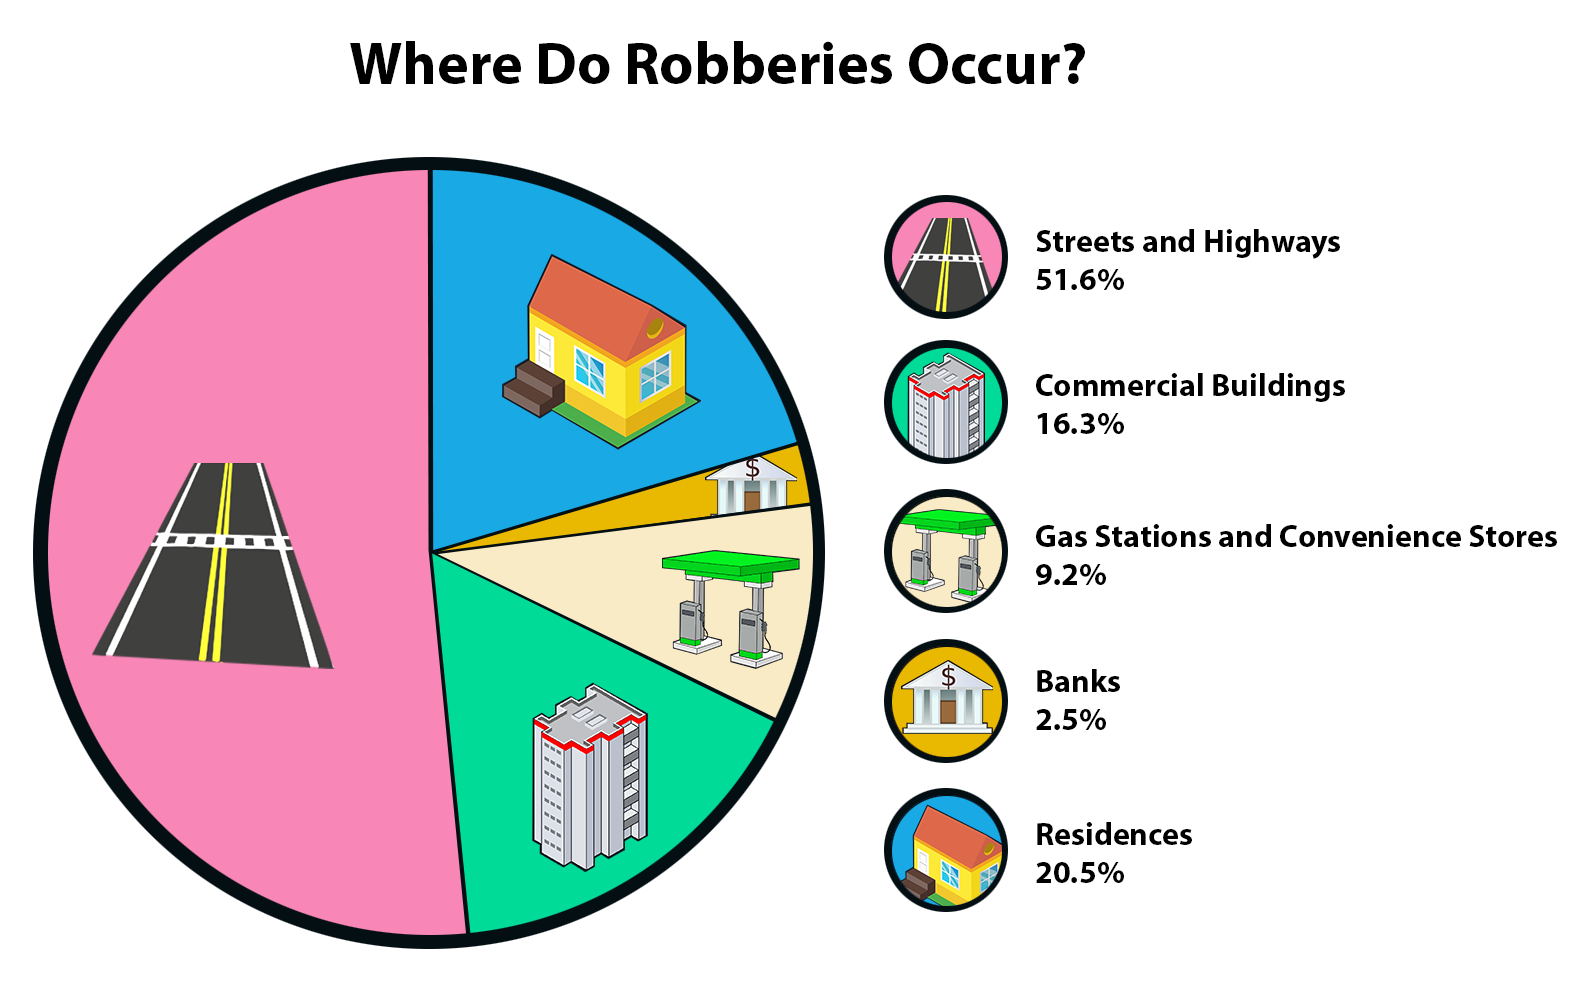 Where Do Robberies Occur?
$
Streets and Highways
51.6%
Commercial Buildings
16.3%
Gas Stations and Convenience Stores
9.2%
$
Banks
2.5%
Residences
20.5%